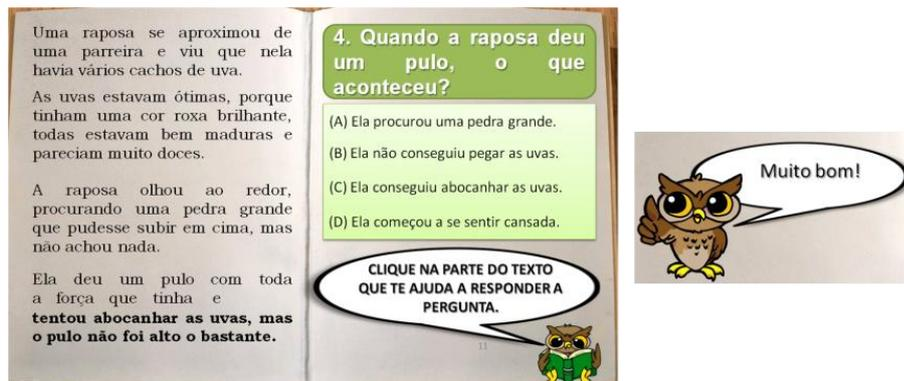 Uma raposa se aproximou de
uma parreira e viu que nela
havia vários cachos de uva.
As uvas estavam ótimas, porque
tinham uma cor roxa brilhante,
todas estavam bem maduras e
pareciam muito doces.
A raposa olhou ao redor,
procurando uma pedra grande
que pudesse subir em cima, mas
não achou nada.
Ela deu um pulo com toda
a força que tinha e
tentou abocanhar as uvas, mas
o pulo não foi alto o bastante.
4. Quando a raposa deu
um pulo, o que
aconteceu?
(A) Ela procurou uma pedra grande.
(B) Ela não conseguiu pegar as uvas.
(C) Ela conseguiu abocanhar as uvas.
(D) Ela começou a se sentir cansada.
CLIQUE NA PARTE DO TEXTO
QUE TE AJUDA A RESPONDER A
PERGUNTA.
11
Muito bom!